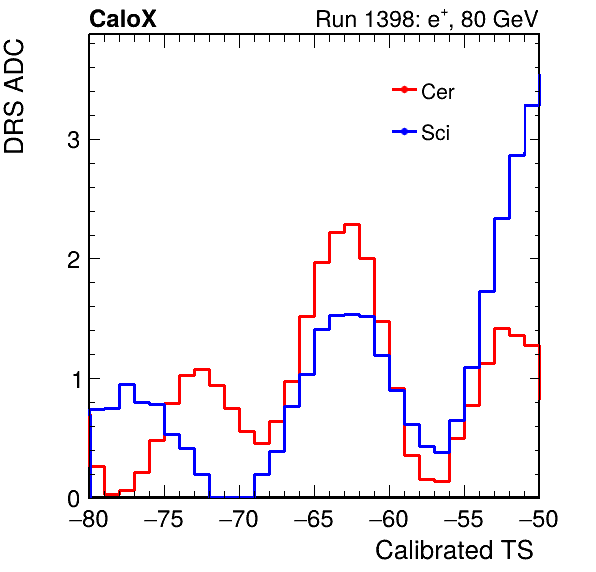 CaloX Run 1398: e⁺, 80 GeV
DRS ADC
Cer
Sci
3
2
1
0
−80 −75 −70 −65 −60 −55 −50
Calibrated TS